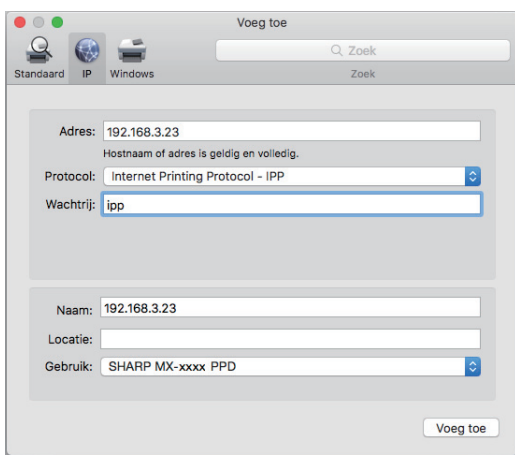 Voeg toe
Zoek
Standaard IP Windows Zoek
Adres: 192.168.3.23
Hostnaam of adres is geldig en volledig.
Protocol: Internet Printing Protocol - IPP
Wachtrij: ipp
Naam: 192.168.3.23
Locatie:
Gebruik: SHARP MX-xxxx PPD
Voeg toe